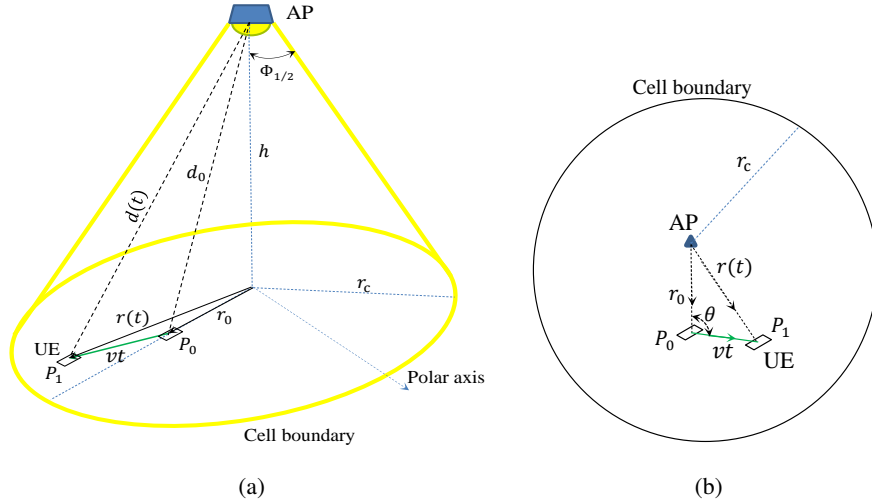 AP
Φ1/2
h
d0
d(t)
rc
r(t)
r0
UE
P0
P1
vt
Polar axis
Cell boundary
(a)
Cell boundary
rc
AP
r(t)
r0
θ
P0
P1
vt
UE
(b)